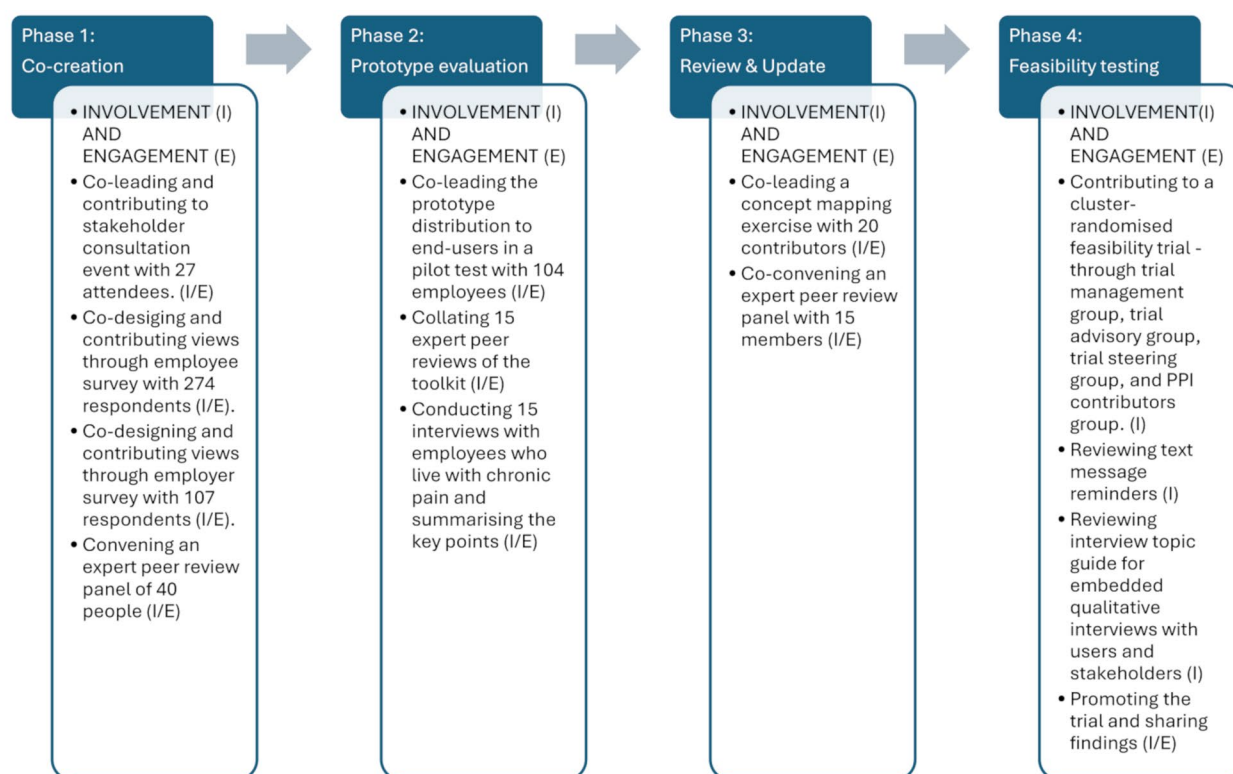 Phase 1:
Co-creation
• INVOLVEMENT (I)
AND
ENGAGEMENT (E)
• Co-leading and
contributing to
stakeholder
consultation
event with 27
attendees. (I/E)
• Co-desiging and
contributing views
through employee
survey with 274
respondents (I/E).
• Co-designing and
contributing views
through employer
survey with 107
respondents (I/E).
• Convening an
expert peer review
panel of 40
people (I/E)
Phase 2:
Prototype evaluation
• INVOLVEMENT (I)
AND
ENGAGEMENT (E)
• Co-leading the
prototype
distribution to
end-users in a
pilot test with 104
employees (I/E)
• Collating 15
expert peer
reviews of the
toolkit (I/E)
• Conducting 15
interviews with
employees who
live with chronic
pain and
summarising the
key points (I/E)
Phase 3:
Review & Update
• INVOLVEMENT(I)
AND
ENGAGEMENT (E)
• Co-leading a
concept mapping
exercise with 20
contributors (I/E)
• Co-convening an
expert peer review
panel with 15
members (I/E)
Phase 4:
Feasibility testing
• INVOLVEMENT(I)
AND
ENGAGEMENT (E)
• Contributing to a
cluster-
randomised
feasibility trial -
through trial
management
group, trial
advisory group,
trial steering
group, and PPI
contributors
group. (I)
• Reviewing text
message
reminders (I)
• Reviewing
interview topic
guide for
embedded
qualitative
interviews with
users and
stakeholders (I)
• Promoting the
trial and sharing
findings (I/E)